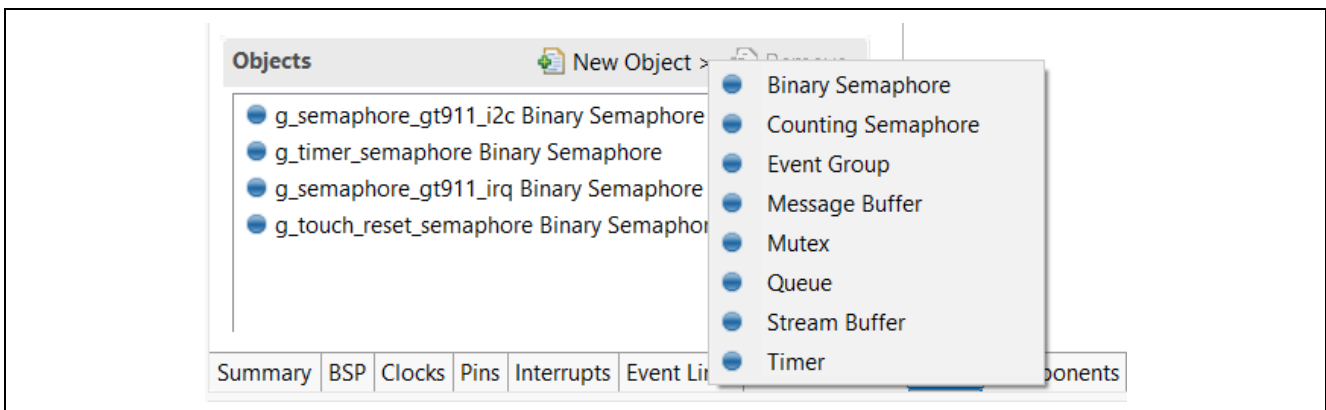 Objects
New Object >
g_semaphore_gt911_i2c Binary Semaphore
g_timer_semaphore Binary Semaphore
g_semaphore_gt911_irq Binary Semaphore
g_touch_reset_semaphore Binary Semaphor
Binary Semaphore
Counting Semaphore
Event Group
Message Buffer
Mutex
Queue
Stream Buffer
Timer
Summary BSP Clocks Pins Interrupts Event Li ponents